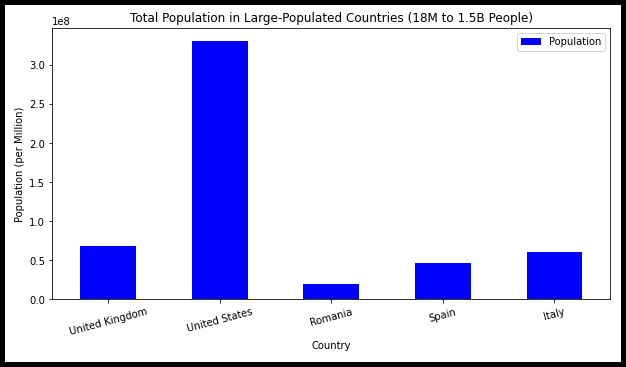 Total Population in Large-Populated Countries (18M to 1.5B People)
1e8
Population
3.0
2.5
2.0
1.5
1.0
0.5
0.0
Population (per Million)
United Kingdom
United States
Romania
Spain
Italy
Country